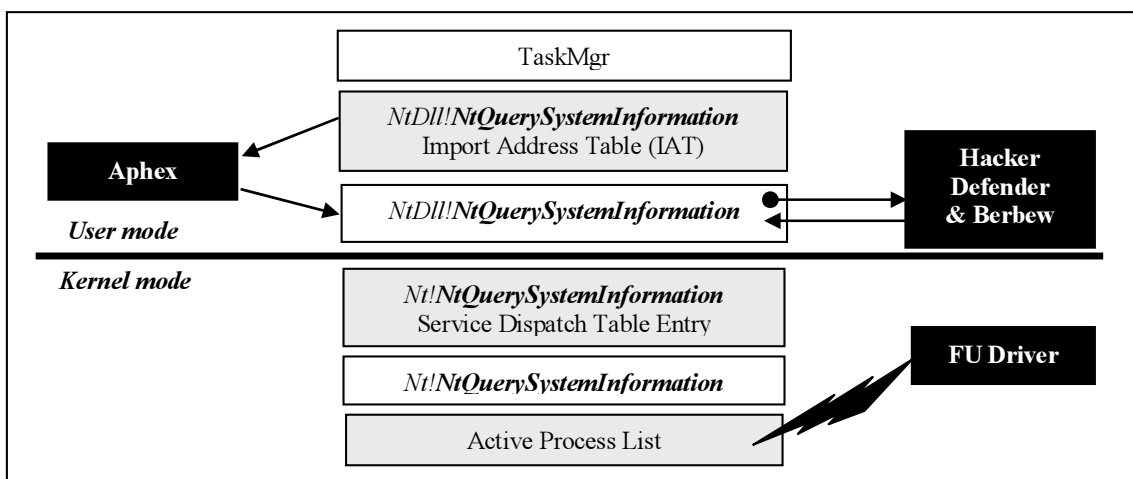 TaskMgr
NtDll!NtQuerySystemInformation
Import Address Table (IAT)
Aphex
Hacker
Defender
& Berbew
NtDll!NtQuerySystemInformation
User mode
Kernel mode
Nt!NtQuerySystemInformation
Service Dispatch Table Entry
FU Driver
Nt!NtQuerySystemInformation
Active Process List